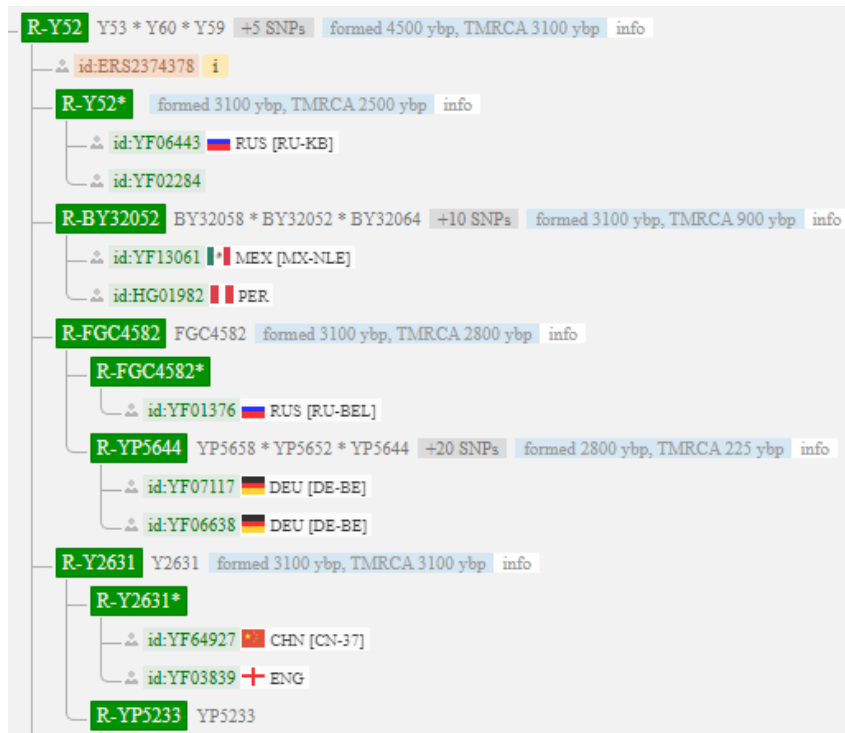 R-Y52 Y53 * Y60 * Y59 +5 SNPs formed 4500 ybp, TMRCA 3100 ybp info
id:ERS2374378 i
R-Y52* formed 3100 ybp, TMRCA 2500 ybp info
id:YF06443 RUS [RU-KB]
id:YF02284
R-BY32052 BY32058 * BY32052 * BY32064 +10 SNPs formed 3100 ybp, TMRCA 900 ybp info
id:YF13061 MEX [MX-NLE]
id:HG01982 PER
R-FGC4582 FGC4582 formed 3100 ybp, TMRCA 2800 ybp info
R-FGC4582*
id:YF01376 RUS [RU-BEL]
R-YP5644 YP5658 * YP5652 * YP5644 +20 SNPs formed 2800 ybp, TMRCA 225 ybp info
id:YF07117 DEU [DE-BE]
id:YF06638 DEU [DE-BE]
R-Y2631 Y2631 formed 3100 ybp, TMRCA 3100 ybp info
R-Y2631*
id:YF64927 CHN [CN-37]
id:YF03839 ENG
R-YP5233 YP5233